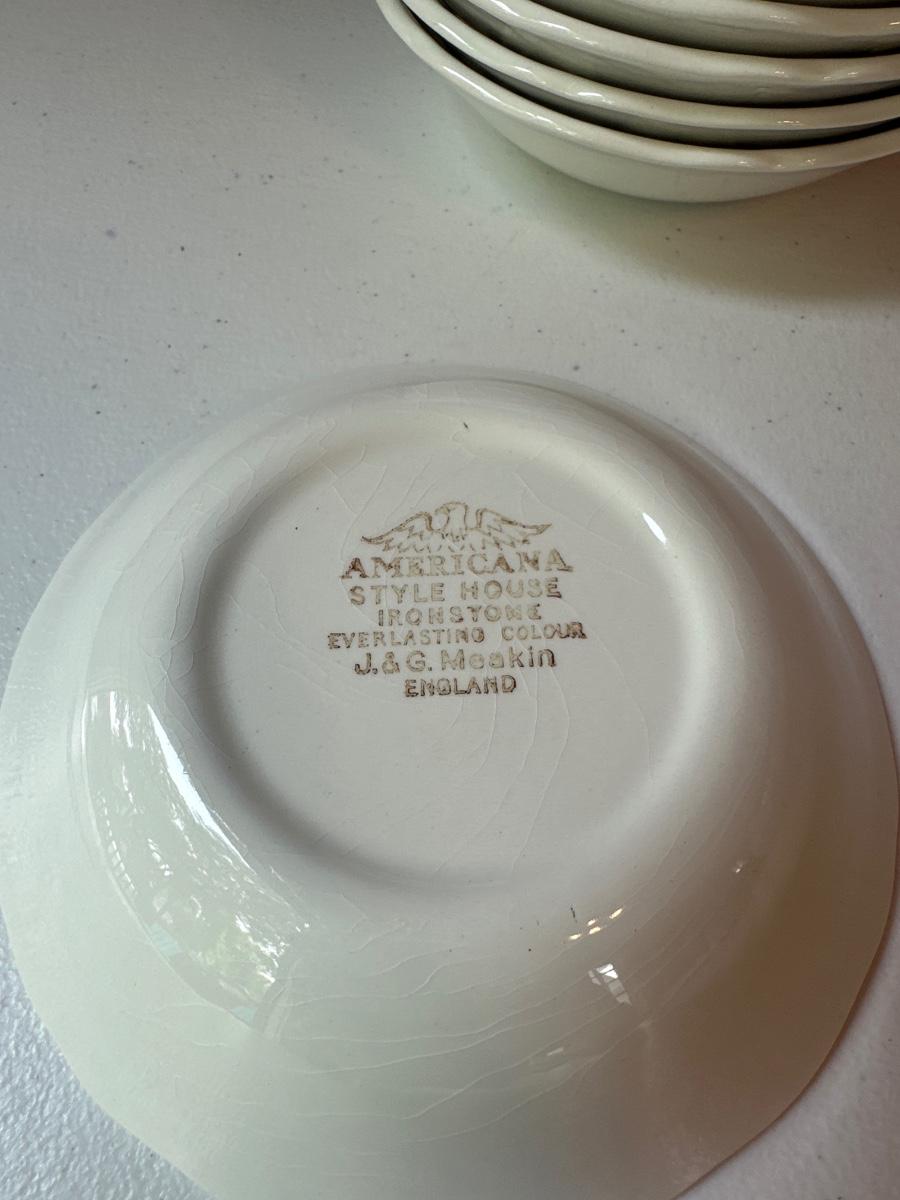 AMERICANA
STYLE HOUSE
IRONSTONE
EVERLASTING COLOUR
J. & G. Meakin
ENGLAND